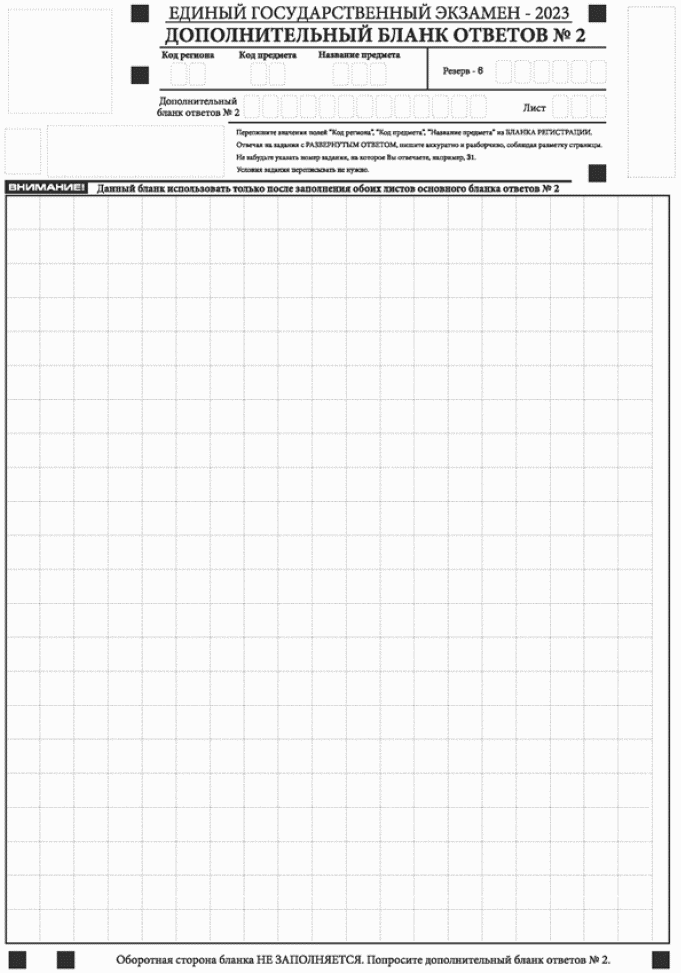 ЕДИНЫЙ ГОСУДАРСТВЕННЫЙ ЭКЗАМЕН - 2023
ДОПОЛНИТЕЛЬНЫЙ БЛАНК ОТВЕТОВ № 2
Код региона Код предмета Название предмета
Резерв - 6
Дополнительный
бланк ответов № 2
Лист
Перепишите значения полей "Код региона", "Код предмета", "Название предмета" из БЛАНКА РЕГИСТРАЦИИ.
Отвечая на задания с РАЗВЕРНУТЫМ ОТВЕТОМ, пишите аккуратно и разборчиво, соблюдая разметку страницы.
Не забудьте указать номер задания, на которое Вы отвечаете, например, 31.
Условия задания переписывать не нужно.
ВНИМАНИЕ! Данный бланк использовать только после заполнения обоих листов основного бланка ответов № 2
Оборотная сторона бланка НЕ ЗАПОЛНЯЕТСЯ. Попросите дополнительный бланк ответов № 2.